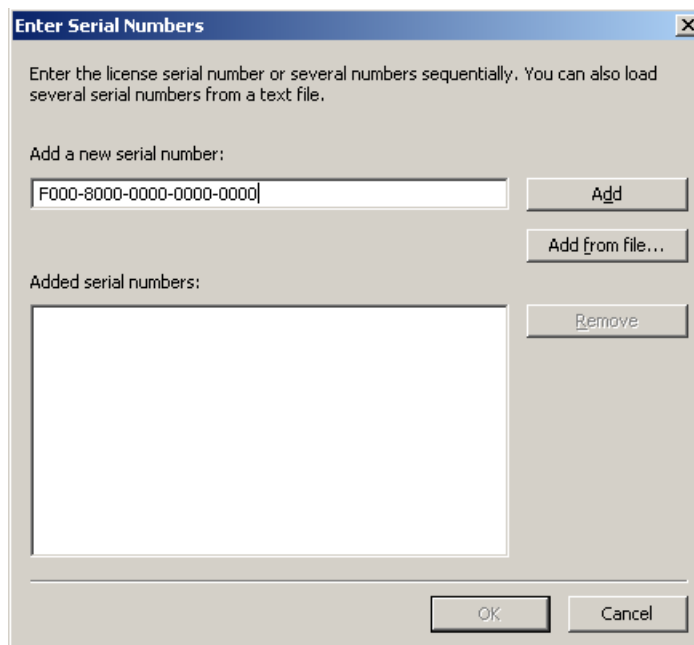 Enter Serial Numbers
Enter the license serial number or several numbers sequentially. You can also load
several serial numbers from a text file.
Add a new serial number:
F000-8000-0000-0000-0000
Add
Add from file...
Added serial numbers:
Remove
OK
Cancel